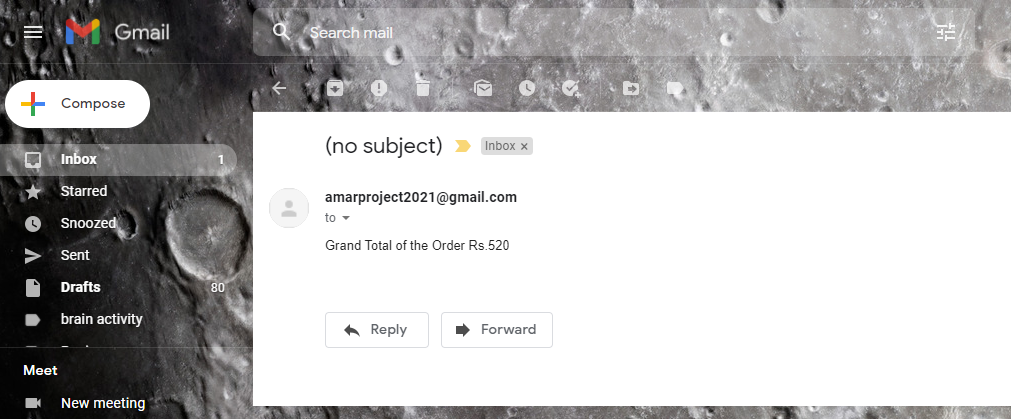 Gmail
Search mail
Compose
(no subject)
Inbox ×
Inbox 1
Starred
Snoozed
Sent
Drafts 80
brain activity
amarproject2021@gmail.com
to
Grand Total of the Order Rs.520
Reply
Forward
Meet
New meeting